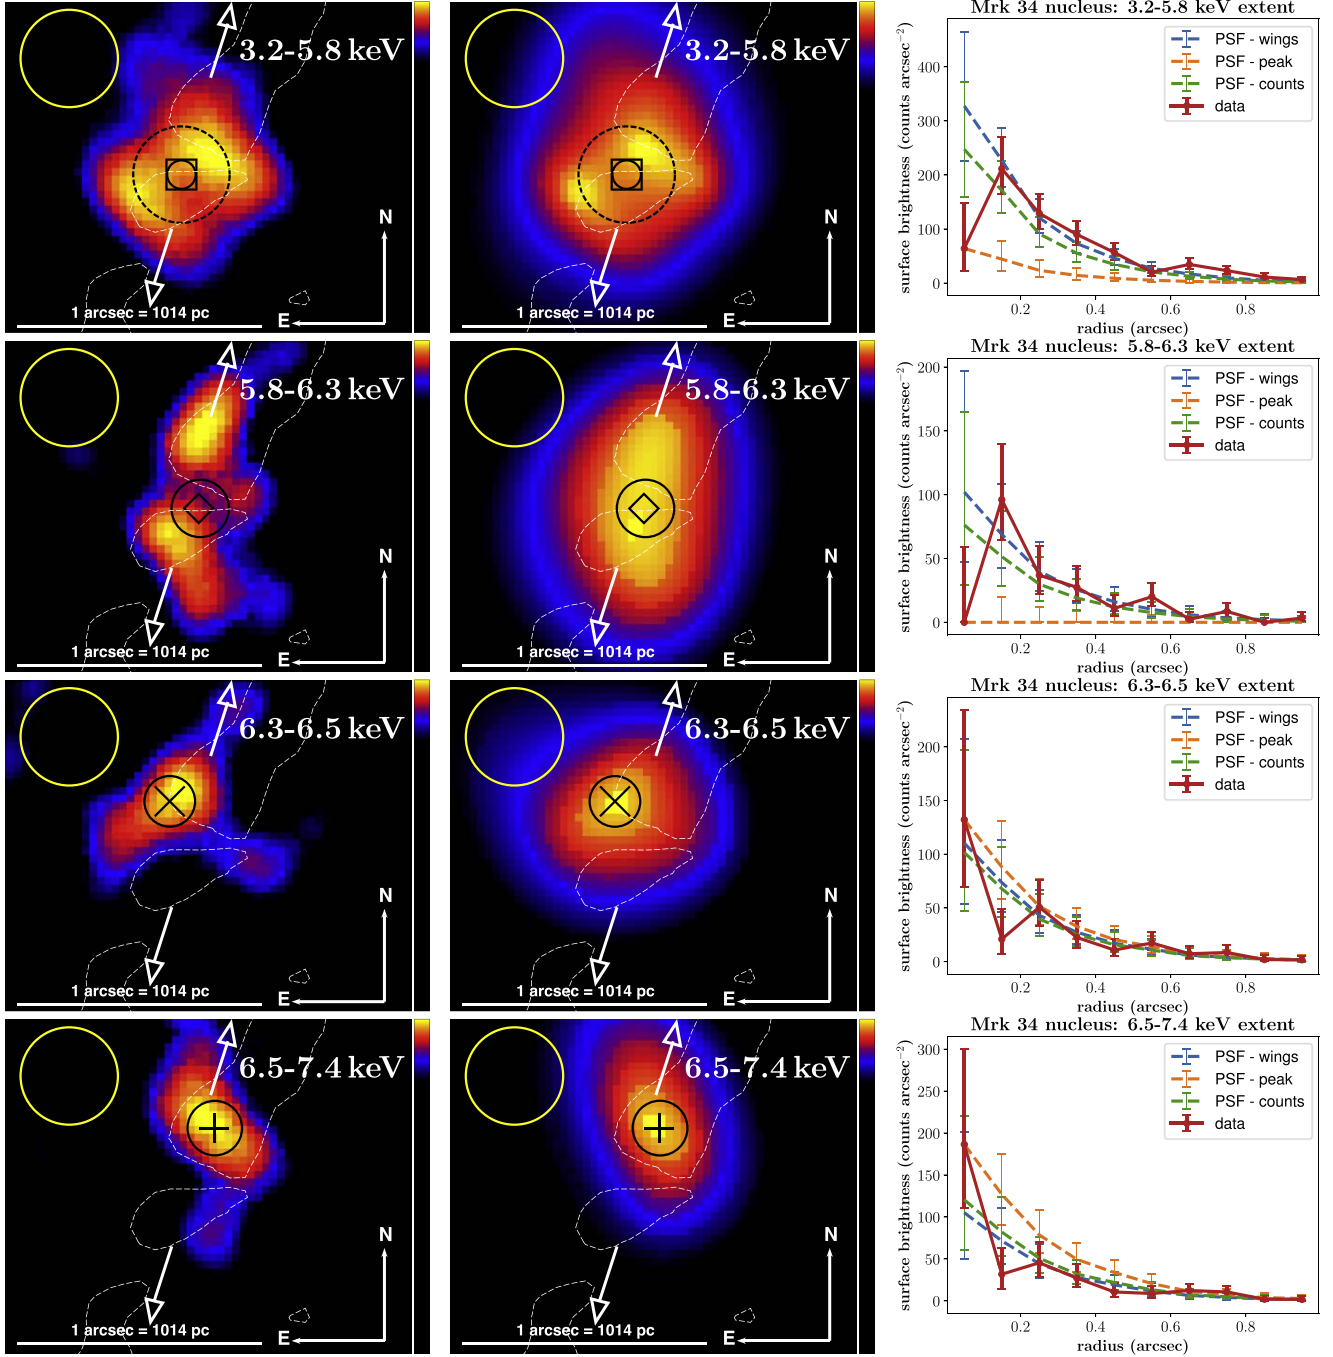 3.2-5.8 keV
N
1 arcsec = 1014 pc
E
3.2-5.8 keV
N
1 arcsec = 1014 pc
E
Mrk 34 nucleus: 3.2-5.8 keV extent
surface brightness (counts arcsec−2)
400
300
200
100
0
PSF - wings
PSF - peak
PSF - counts
data
0.2 0.4 0.6 0.8
radius (arcsec)
5.8-6.3 keV
N
1 arcsec = 1014 pc
E
5.8-6.3 keV
N
1 arcsec = 1014 pc
E
Mrk 34 nucleus: 5.8-6.3 keV extent
surface brightness (counts arcsec−2)
200
150
100
50
0
PSF - wings
PSF - peak
PSF - counts
data
0.2 0.4 0.6 0.8
radius (arcsec)
6.3-6.5 keV
N
1 arcsec = 1014 pc
E
6.3-6.5 keV
N
1 arcsec = 1014 pc
E
Mrk 34 nucleus: 6.3-6.5 keV extent
surface brightness (counts arcsec−2)
200
150
100
50
0
PSF - wings
PSF - peak
PSF - counts
data
0.2 0.4 0.6 0.8
radius (arcsec)
6.5-7.4 keV
N
1 arcsec = 1014 pc
E
6.5-7.4 keV
N
1 arcsec = 1014 pc
E
Mrk 34 nucleus: 6.5-7.4 keV extent
surface brightness (counts arcsec−2)
300
250
200
150
100
50
0
PSF - wings
PSF - peak
PSF - counts
data
0.2 0.4 0.6 0.8
radius (arcsec)